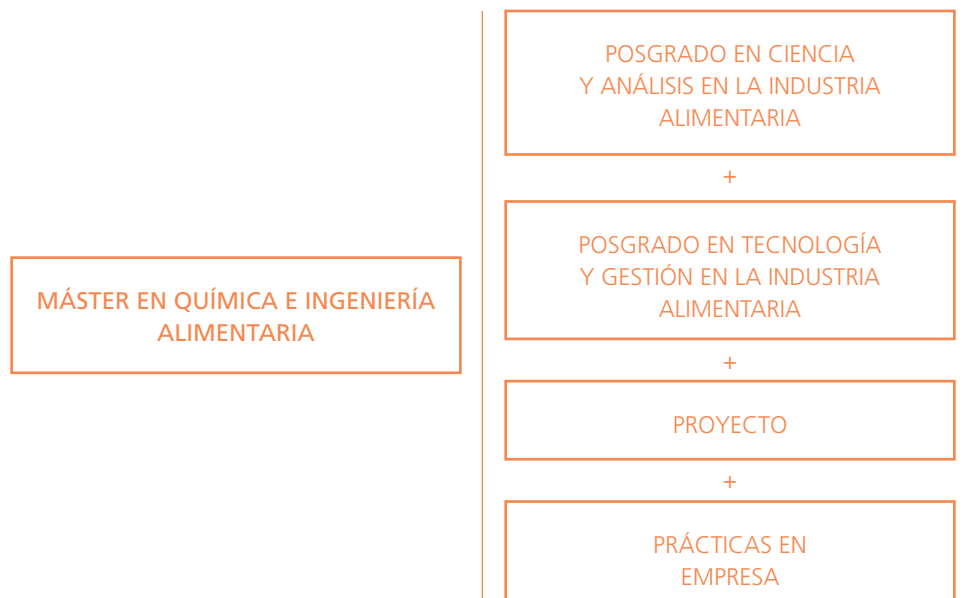 MÁSTER EN QUÍMICA E INGENIERÍA
ALIMENTARIA
POSGRADO EN CIENCIA
Y ANÁLISIS EN LA INDUSTRIA
ALIMENTARIA
+
POSGRADO EN TECNOLOGÍA
Y GESTIÓN EN LA INDUSTRIA
ALIMENTARIA
+
PROYECTO
+
PRÁCTICAS EN
EMPRESA